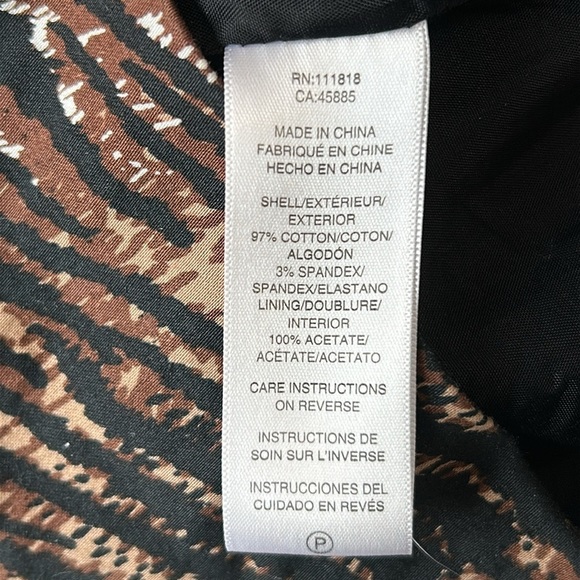 RN:111818
CA:45885
MADE IN CHINA
FABRIQUÉ EN CHINE
HECHO EN CHINA
SHELL/EXTÉRIEUR/
EXTERIOR
97% COTTON/COTON/
ALGODÓN
3% SPANDEX/
SPANDEX/ELASTANO
LINING/DOUBLURE/
INTERIOR
100% ACETATE/
ACÉTATE/ACETATO
CARE INSTRUCTIONS
ON REVERSE
INSTRUCTIONS DE
SOIN SUR L'INVERSE
INSTRUCCIONES DEL
CUIDADO EN REVÉS
P